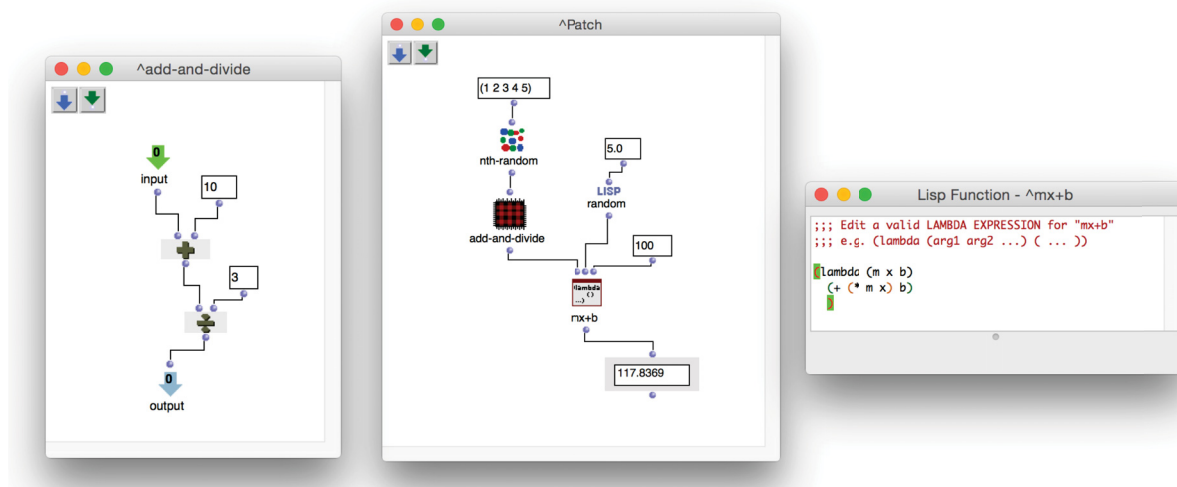 ^add-and-divide
0
input
10
3
0
output
^Patch
(1 2 3 4 5)
nth-random
5.0
LISP
random
add-and-divide
100
lambda
()
...)
mx+b
117.8369
Lisp Function - ^mx+b
;;; Edit a valid LAMBDA EXPRESSION for "mx+b"
;;; e.g. (lambda (arg1 arg2 ...) ( ... ))
(lambda (m x b)
(+ (* m x) b)
)